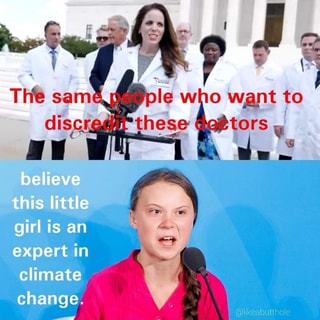 The same people who want to
discredit these doctors
believe
this little
girl is an
expert in
climate
change.
@likeabutthole